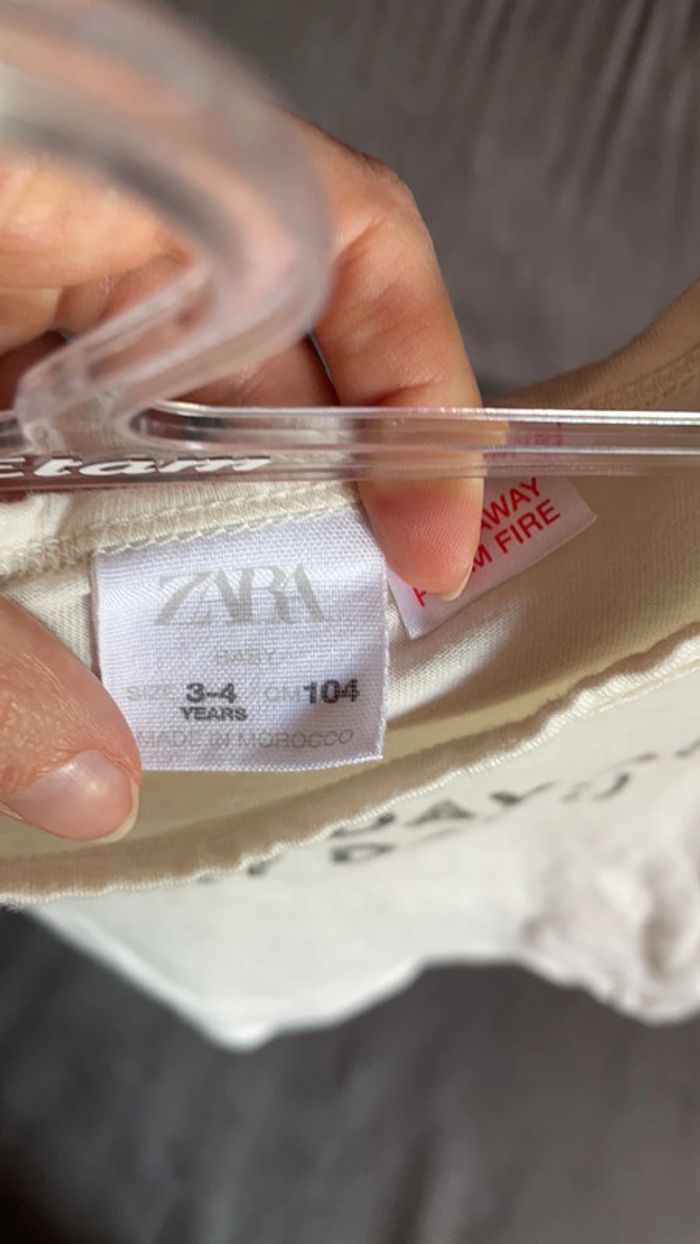 Etam
ZARA
BABY
SIZE 3-4 CM 104
YEARS
MADE IN MOROCCO
AWAY
FIRE